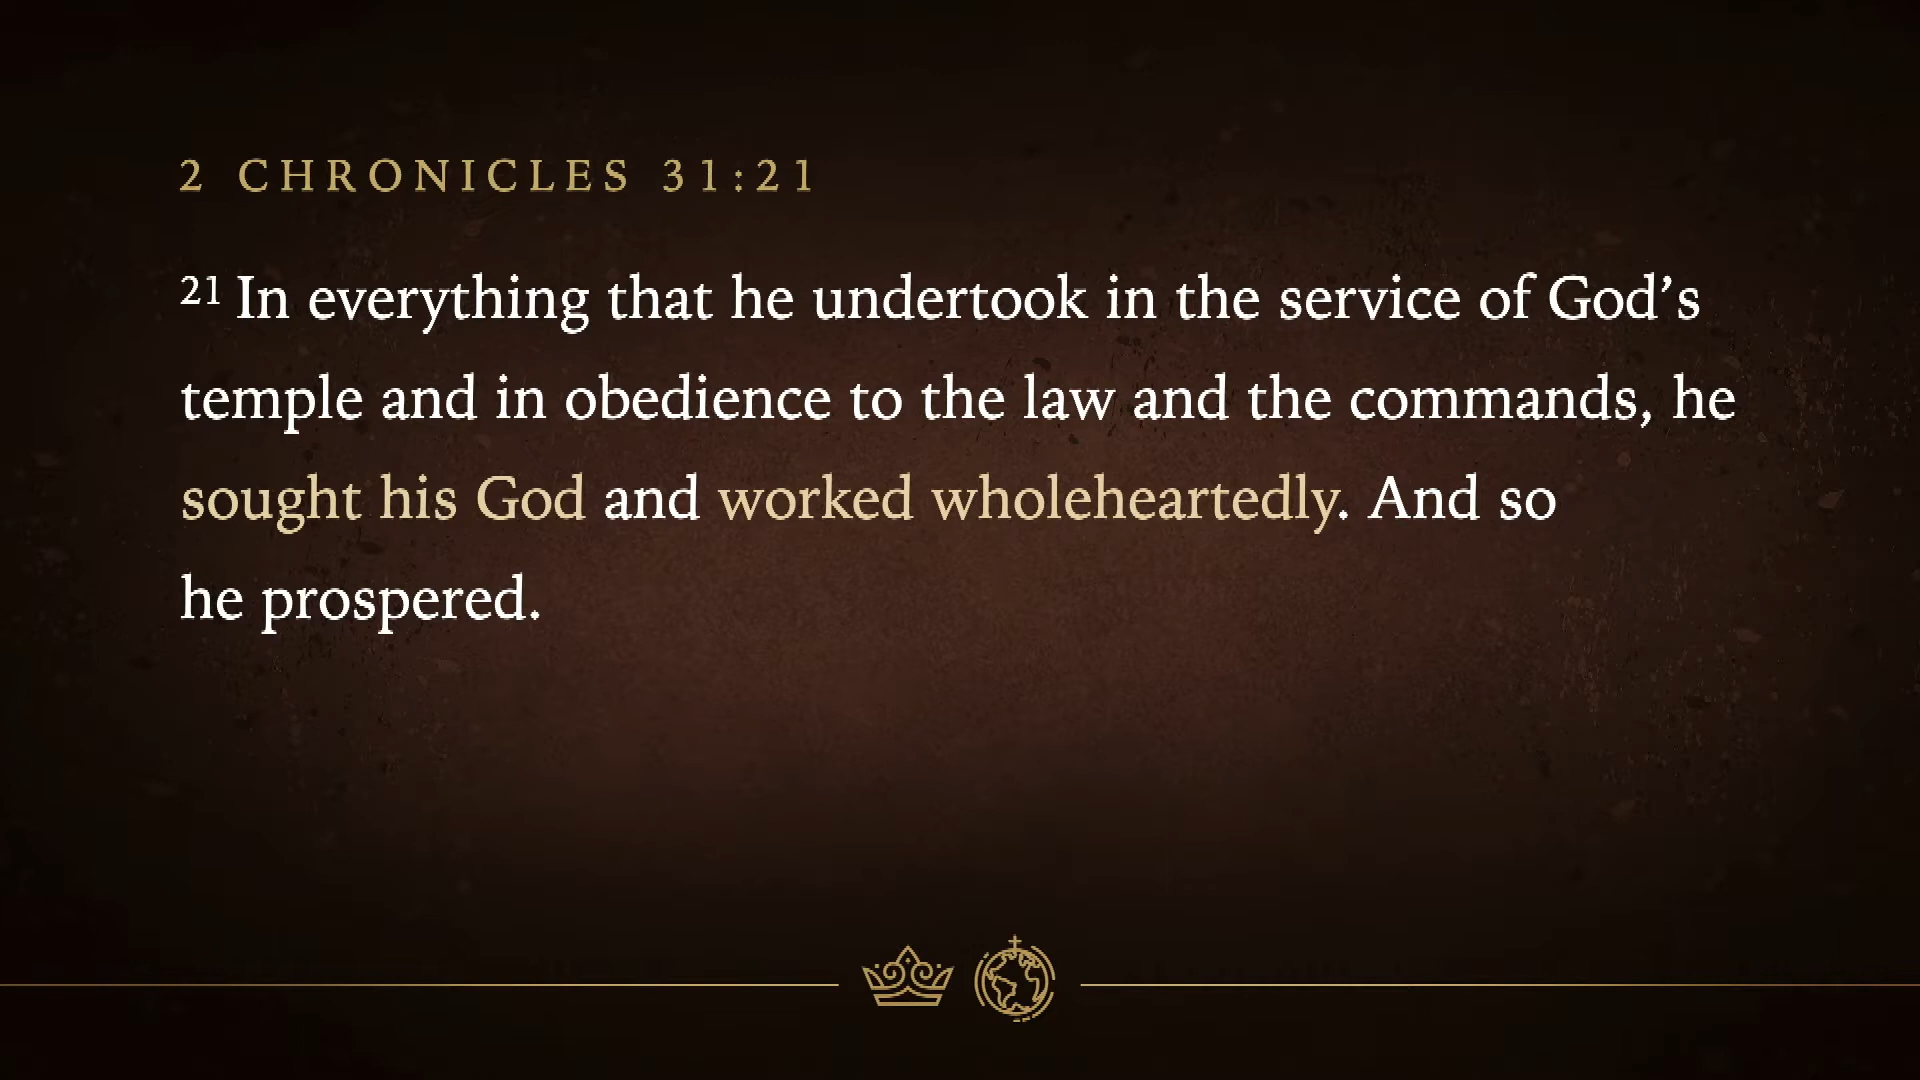 2 CHRONICLES 31:21
²¹ In everything that he undertook in the service of God’s
temple and in obedience to the law and the commands, he
sought his God and worked wholeheartedly. And so
he prospered.